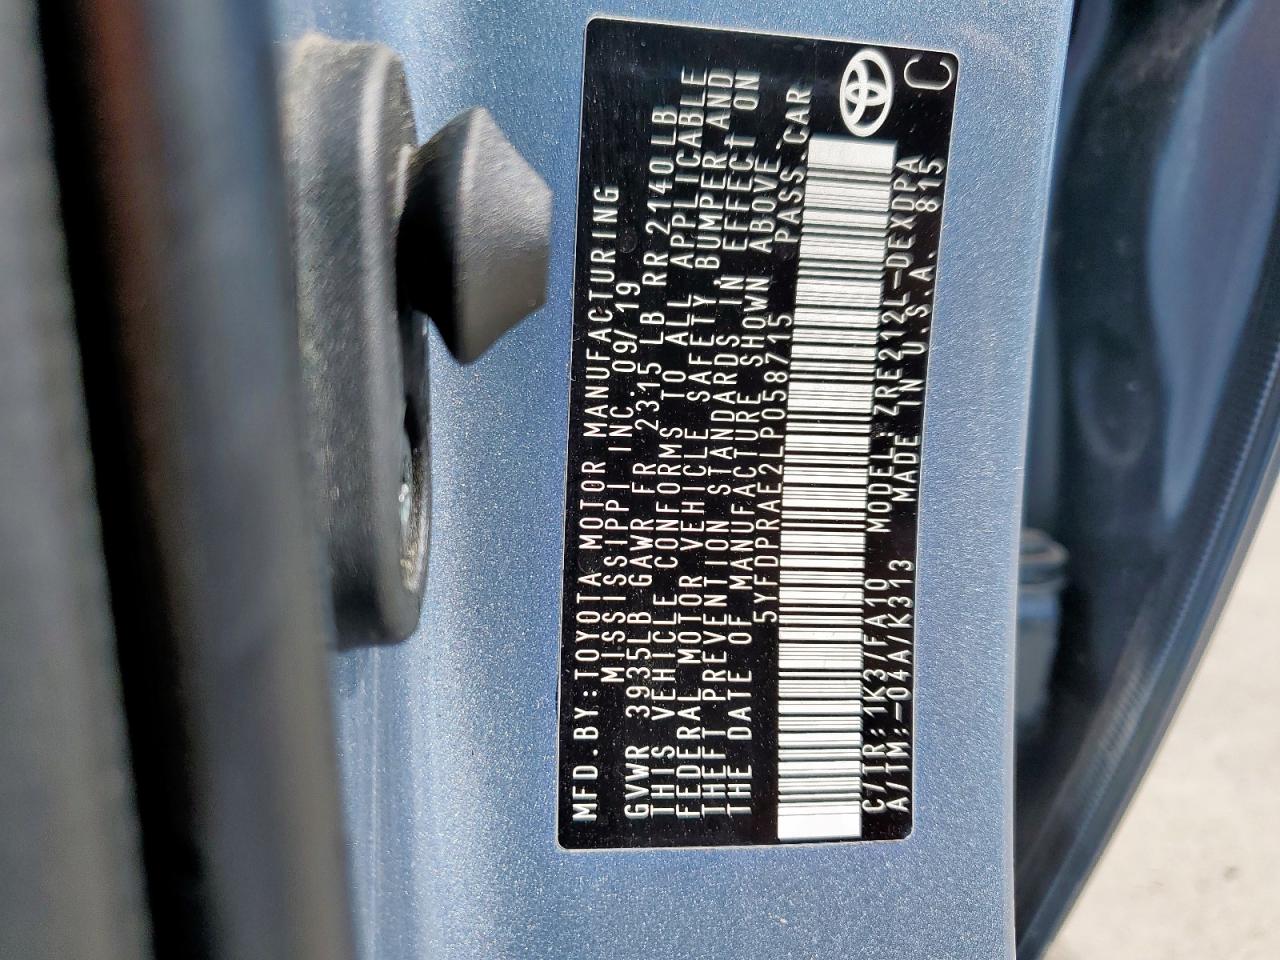 MFD.BY:TOYOTA MOTOR MANUFACTURING
MISSISSIPPI INC. 09/19
GVWR 3935LB GAWR FR 2315 LB RR 2140LB
THIS VEHICLE CONFORMS TO ALL APPLICABLE
FEDERAL MOTOR VEHICLE SAFETY, BUMPER AND
THEFT PREVENTION STANDARDS IN EFFECT ON
THE DATE OF MANUFACTURE SHOWN ABOVE.
5YFDPRAE2LP058715 PASS.CAR
C/TR:1K3/FA10 MODEL:ZRE212L-DEXDPA
A/TM:-04A/K313 MADE IN U.S.A. 815
C